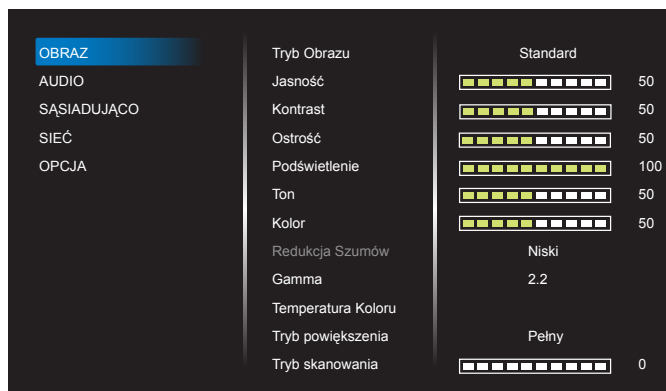 OBRAZ
AUDIO
SĄSIADUJĄCO
SIEĆ
OPCJA
Tryb Obrazu Standard
Jasność 50
Kontrast 50
Ostrość 50
Podświetlenie 100
Ton 50
Kolor 50
Redukcja Szumów Niski
Gamma 2.2
Temperatura Koloru
Tryb powiększenia Pełny
Tryb skanowania 0